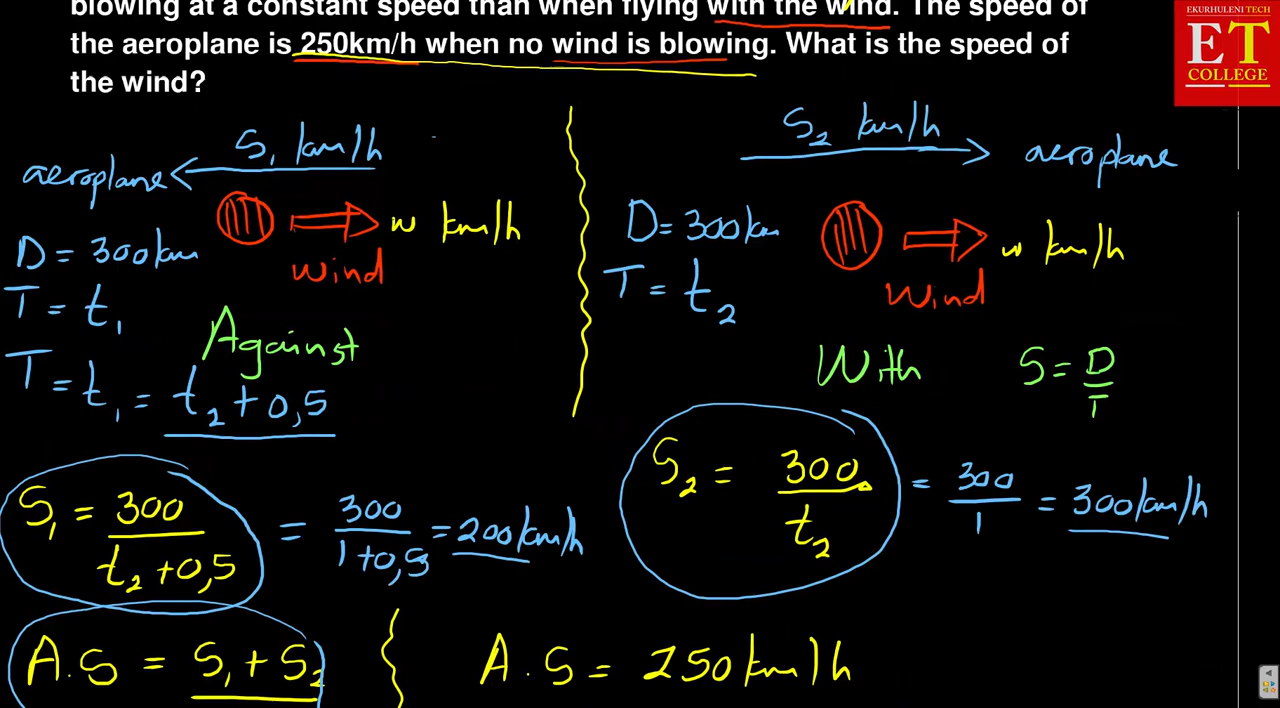 blowing at a constant speed than when flying with the wind. The speed of
the aeroplane is 250km/h when no wind is blowing. What is the speed of
the wind?
EKURHULENI TECH
ET
COLLEGE
S₁ km/h
aeroplane
w km/h
Wind
D = 300km
T = t₁
Against
T = t₁ = t₂ + 0,5
S₁ = 300 / t₂ + 0,5 = 300 / 1 + 0,5 = 200km/h
S₂ km/h
aeroplane
D = 300km
w km/h
T = t₂
Wind
With
S = D / T
S₂ = 300 / t₂ = 300 / 1 = 300km/h
A.S = S₁ + S₂
A.S = 250km/h